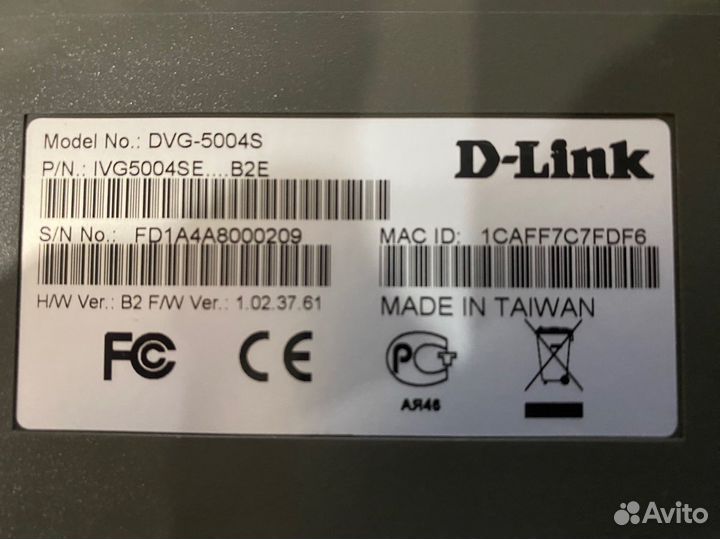 Model No.: DVG-5004S
D-Link
P/N.: IVG5004SE....B2E
S/N No.: FD1A4A8000209
MAC ID: 1CAFF7C7FDF6
H/W Ver.: B2 F/W Ver.: 1.02.37.61
MADE IN TAIWAN
FC CE РСТ
АЯ46
Avito